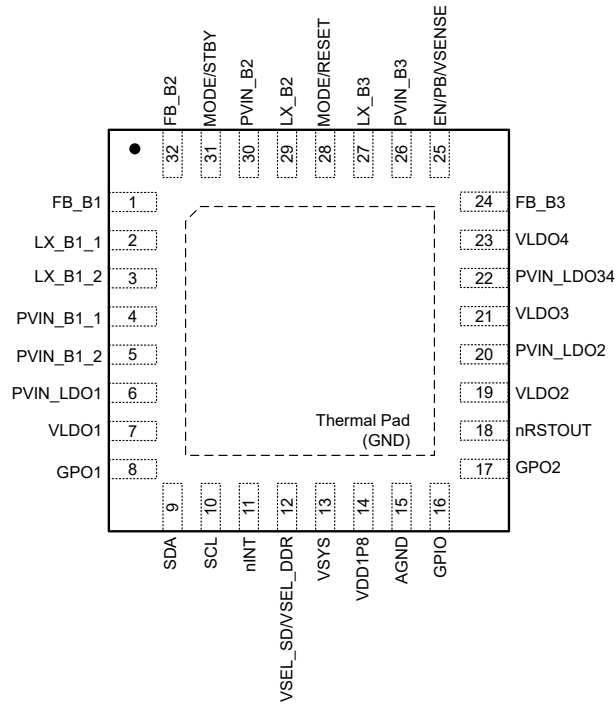 FB_B2
MODE/STBY
PVIN_B2
LX_B2
MODE/RESET
LX_B3
PVIN_B3
EN/PB/VSENSE
32
31
30
29
28
27
26
25
FB_B1 1
LX_B1_1 2
LX_B1_2 3
PVIN_B1_1 4
PVIN_B1_2 5
PVIN_LDO1 6
VLDO1 7
GPO1 8
24 FB_B3
23 VLDO4
22 PVIN_LDO34
21 VLDO3
20 PVIN_LDO2
19 VLDO2
18 nRSTOUT
17 GPO2
Thermal Pad
(GND)
9
10
11
12
13
14
15
16
SDA
SCL
nINT
VSEL_SD/VSEL_DDR
VSYS
VDD1P8
AGND
GPIO